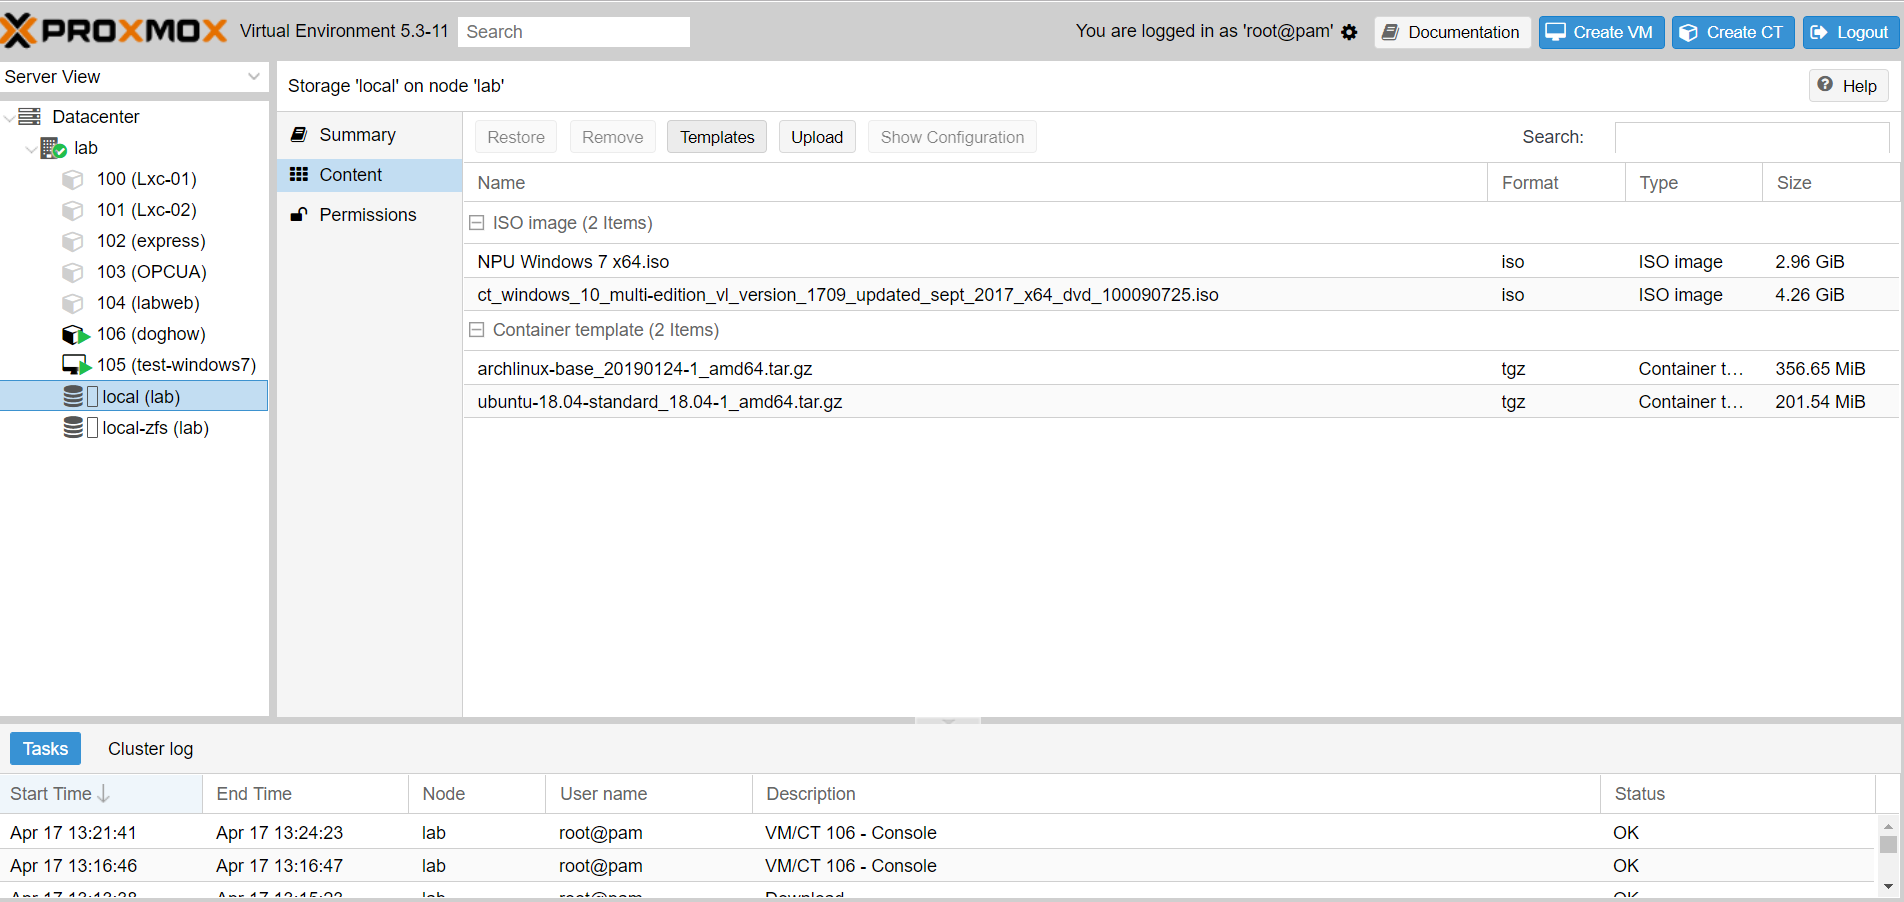 PROXMOX Virtual Environment 5.3-11 Search You are logged in as 'root@pam' Documentation Create VM Create CT Logout
Server View
Storage 'local' on node 'lab' Help
Datacenter
lab
100 (Lxc-01)
101 (Lxc-02)
102 (express)
103 (OPCUA)
104 (labweb)
106 (doghow)
105 (test-windows7)
local (lab)
local-zfs (lab)
Summary
Content
Permissions
Restore Remove Templates Upload Show Configuration Search:
Name Format Type Size
ISO image (2 Items)
NPU Windows 7 x64.iso iso ISO image 2.96 GiB
ct_windows_10_multi-edition_vl_version_1709_updated_sept_2017_x64_dvd_100090725.iso iso ISO image 4.26 GiB
Container template (2 Items)
archlinux-base_20190124-1_amd64.tar.gz tgz Container t... 356.65 MiB
ubuntu-18.04-standard_18.04-1_amd64.tar.gz tgz Container t... 201.54 MiB
Tasks Cluster log
Start Time End Time Node User name Description Status
Apr 17 13:21:41 Apr 17 13:24:23 lab root@pam VM/CT 106 - Console OK
Apr 17 13:16:46 Apr 17 13:16:47 lab root@pam VM/CT 106 - Console OK